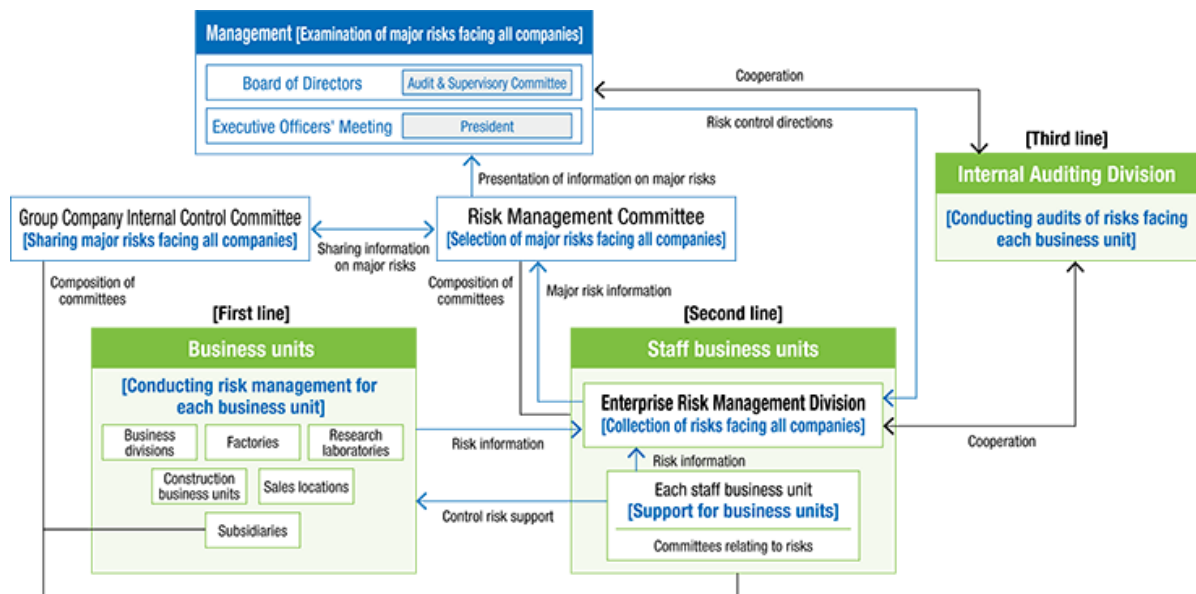 Management [Examination of major risks facing all companies]
Board of Directors
Audit & Supervisory Committee
Executive Officers' Meeting
President
Cooperation
Risk control directions
[Third line]
Internal Auditing Division
[Conducting audits of risks facing
each business unit]
Presentation of information on major risks
Group Company Internal Control Committee
[Sharing major risks facing all companies]
Sharing information
on major risks
Risk Management Committee
[Selection of major risks facing all companies]
Composition of
committees
Composition of
committees
Major risk information
[First line]
Business units
[Conducting risk management for
each business unit]
Business
divisions
Factories
Research
laboratories
Construction
business units
Sales locations
Subsidiaries
Risk information
Control risk support
[Second line]
Staff business units
Enterprise Risk Management Division
[Collection of risks facing all companies]
Risk information
Each staff business unit
[Support for business units]
Committees relating to risks
Cooperation